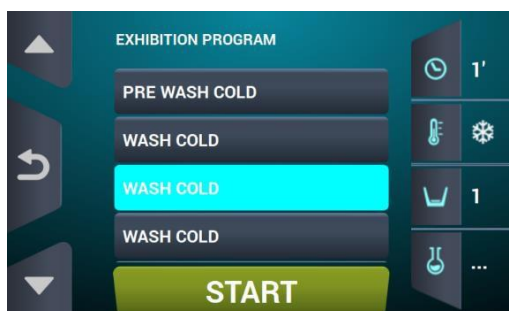 EXHIBITION PROGRAM
PRE WASH COLD
WASH COLD
WASH COLD
WASH COLD
START
1'
1
...